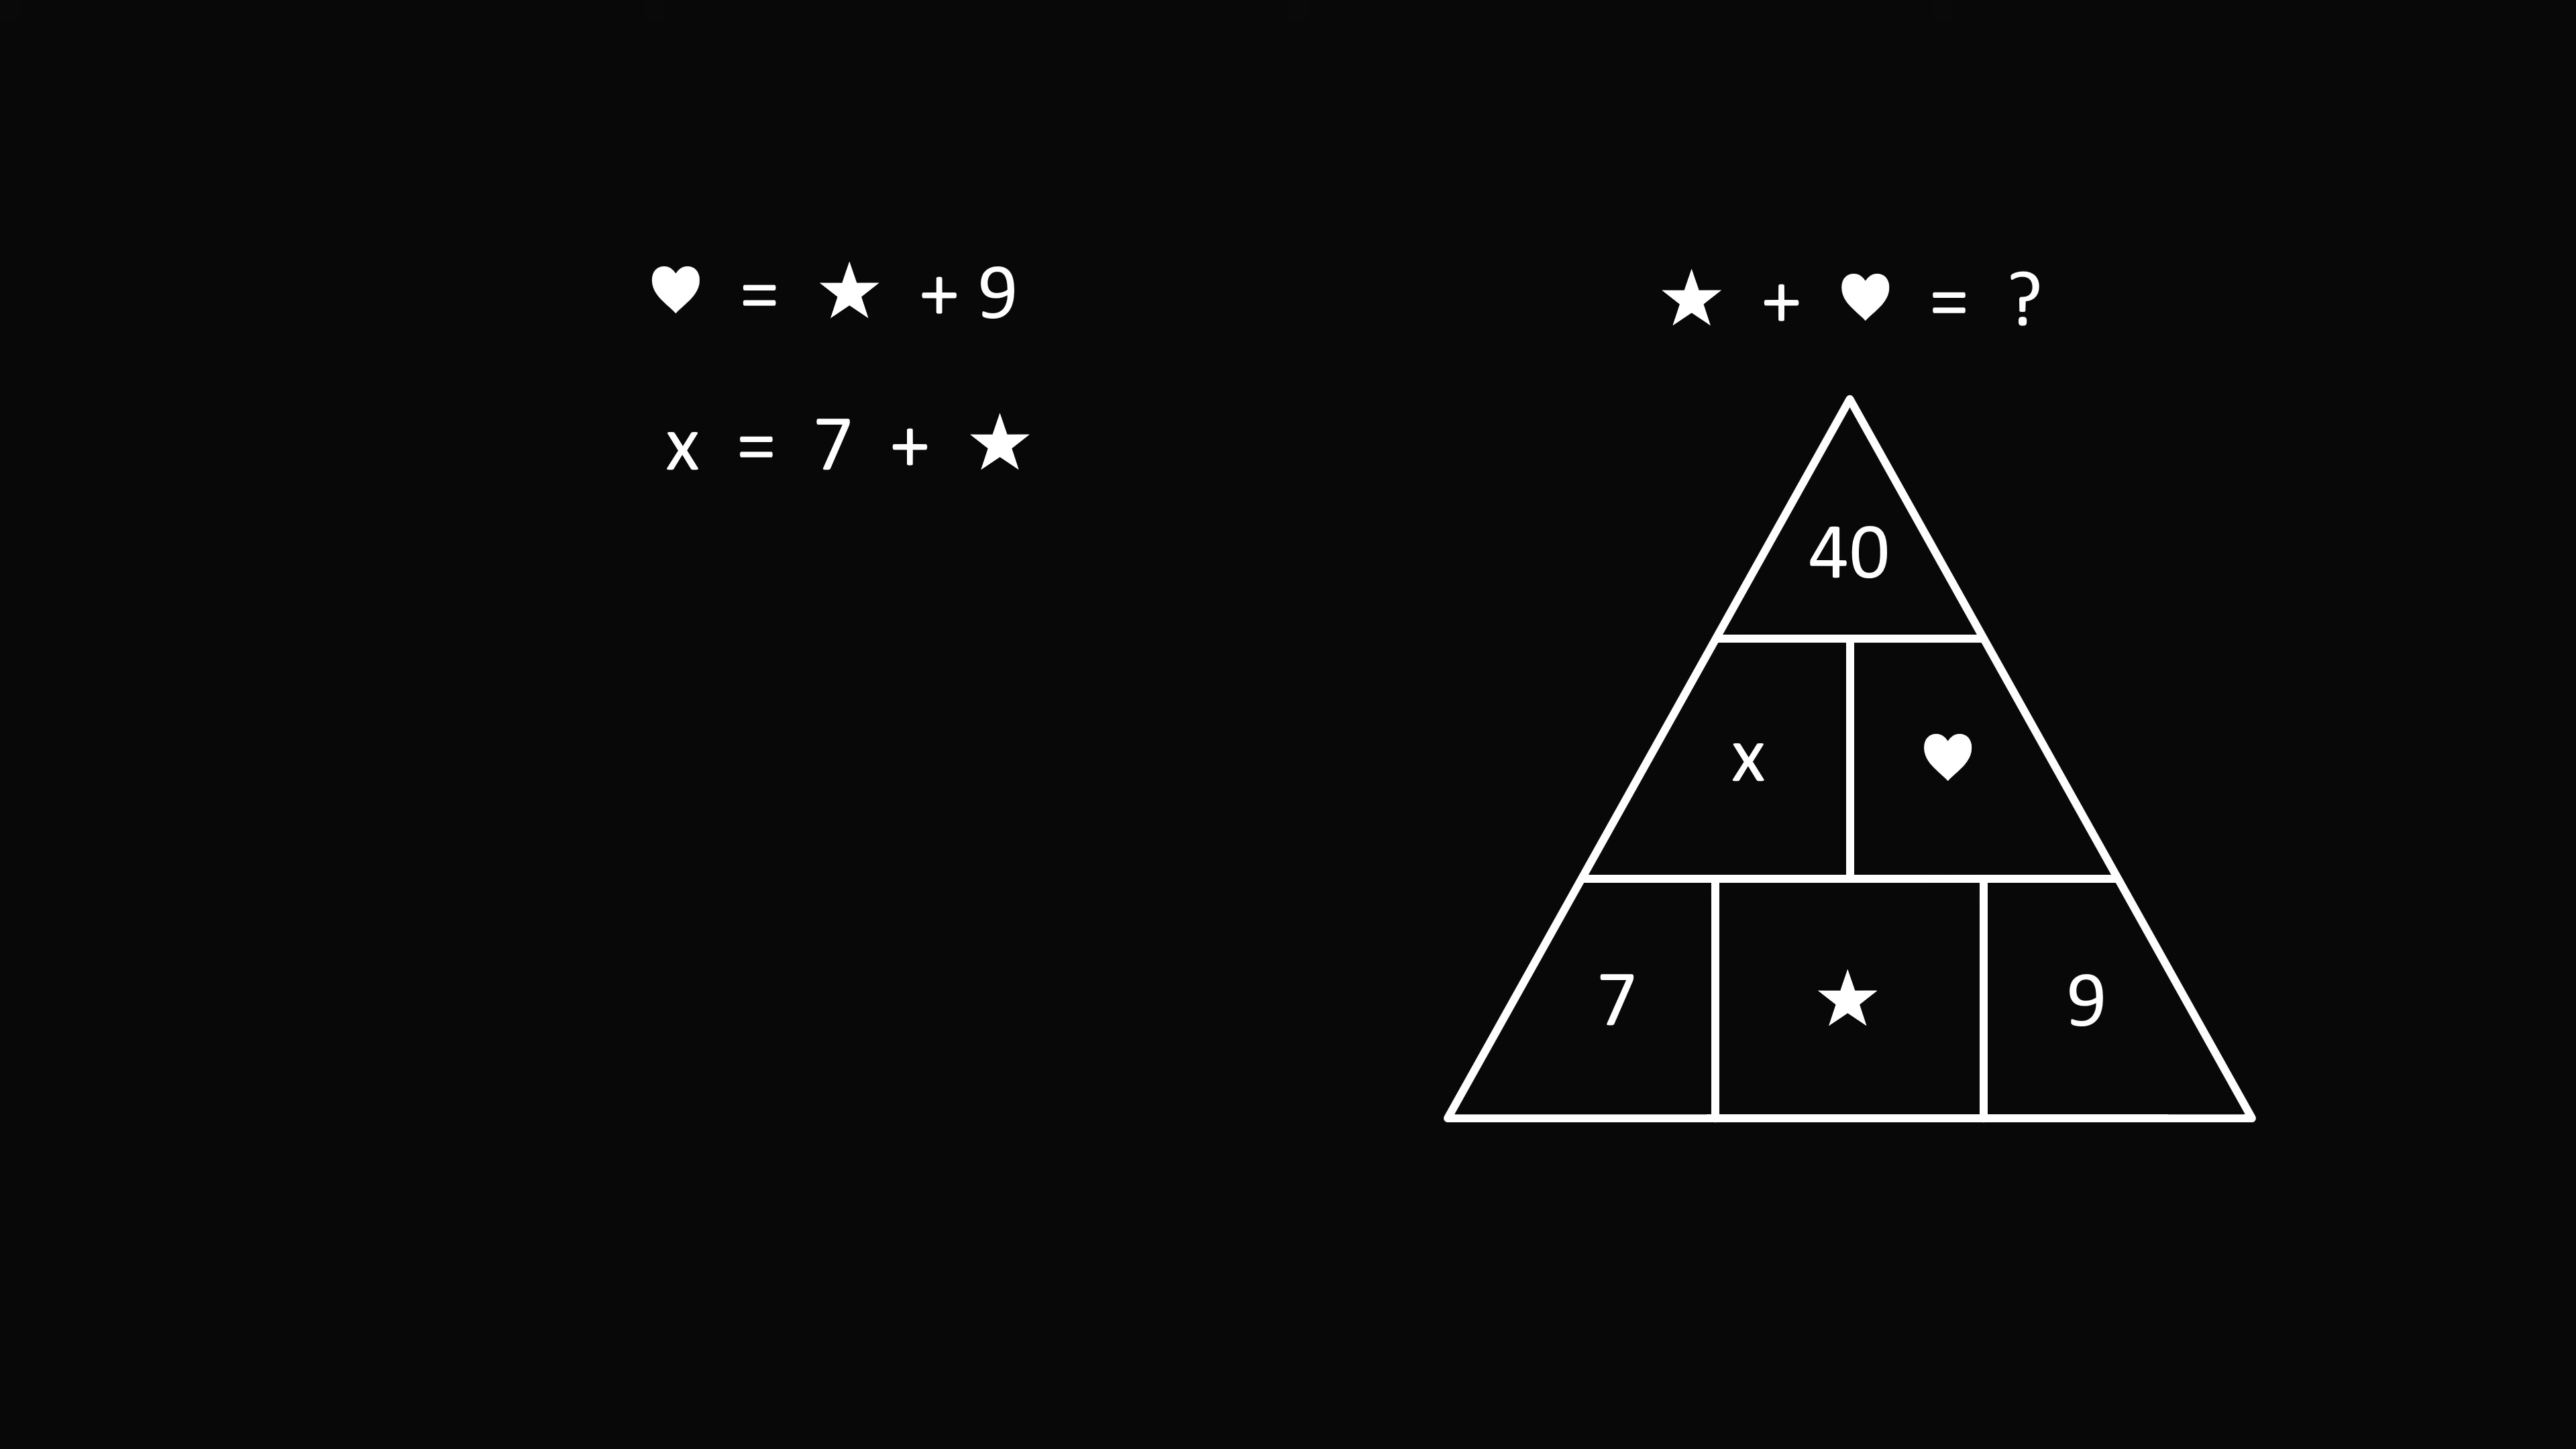 ♥ = ★ + 9
x = 7 + ★
★ + ♥ = ?
40
x ♥
7 ★ 9